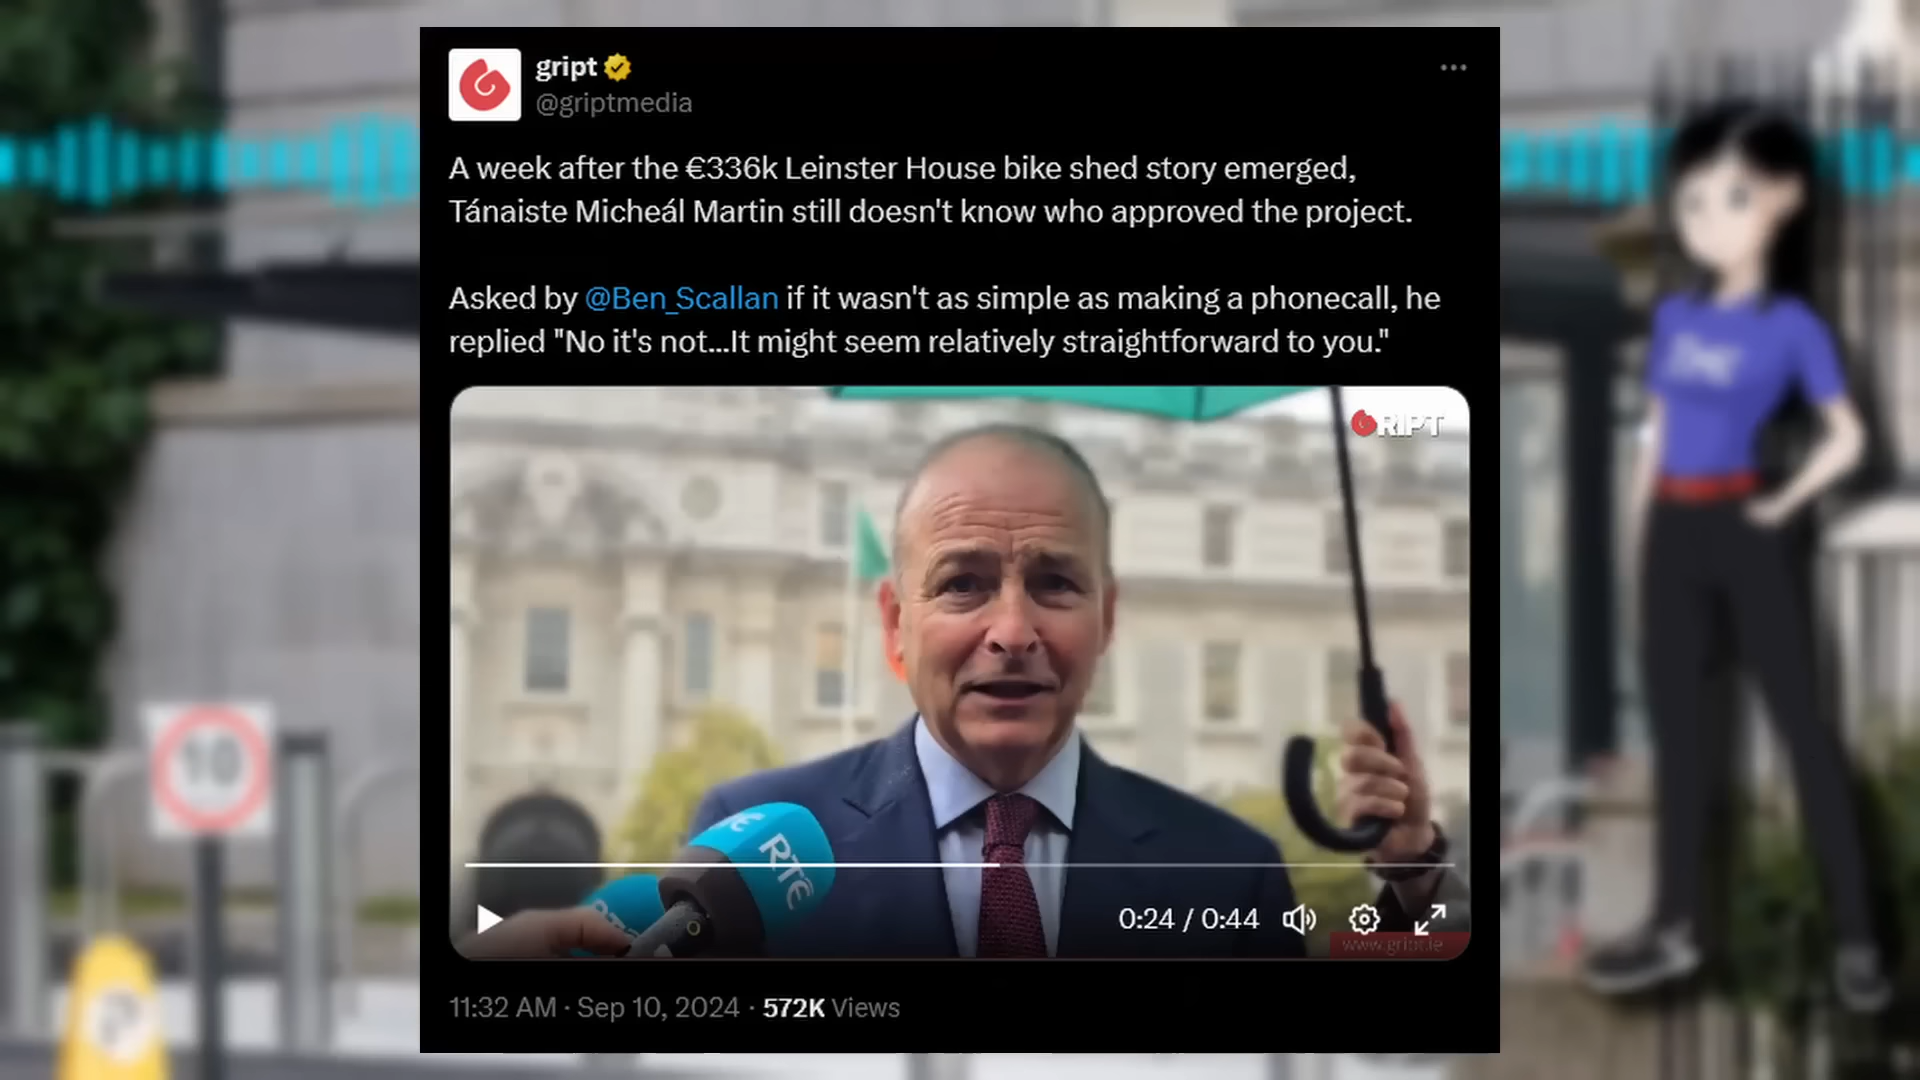 gript
@griptmedia
A week after the €336k Leinster House bike shed story emerged,
Tánaiste Micheál Martin still doesn't know who approved the project.
Asked by @Ben_Scallan if it wasn't as simple as making a phonecall, he
replied "No it's not...It might seem relatively straightforward to you."
GRIPT
RTÉ
0:24 / 0:44
www.gript.ie
11:32 AM · Sep 10, 2024 · 572K Views
10